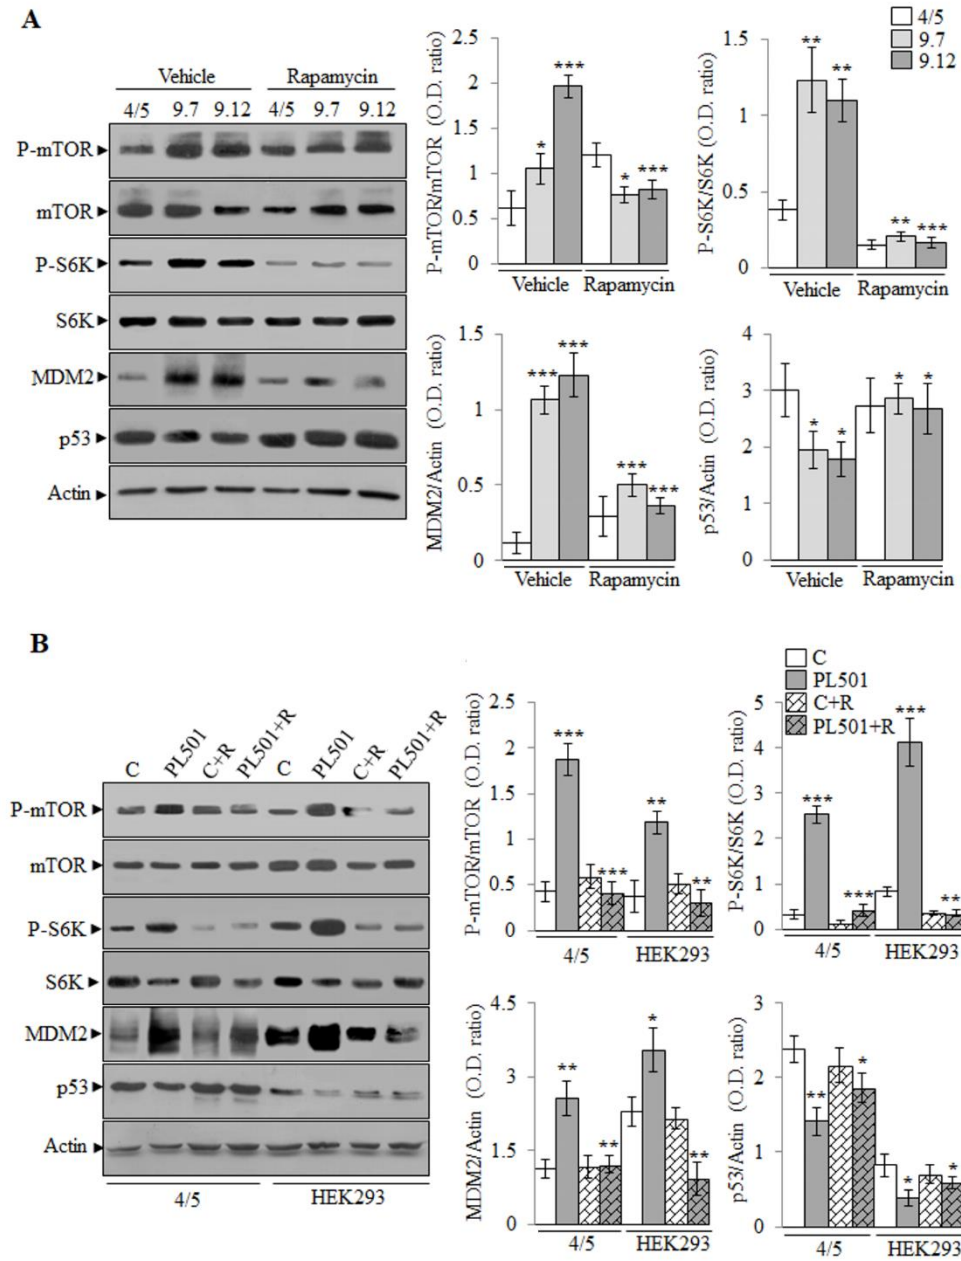 A
Vehicle Rapamycin
4/5 9.7 9.12 4/5 9.7 9.12
P-mTOR
mTOR
P-S6K
S6K
MDM2
p53
Actin
P-mTOR/mTOR (O.D. ratio)
2.5
2
1.5
1
0.5
0
* *** * ***
Vehicle Rapamycin
4/5
9.7
9.12
P-S6K/S6K (O.D. ratio)
1.5
1
0.5
0
** ** ** ***
Vehicle Rapamycin
MDM2/Actin (O.D. ratio)
1.5
1
0.5
0
*** *** *** ***
Vehicle Rapamycin
p53/Actin (O.D. ratio)
4
3
2
1
0
* * * *
Vehicle Rapamycin
B
C PL501 C+R PL501+R C PL501 C+R PL501+R
P-mTOR
mTOR
P-S6K
S6K
MDM2
p53
Actin
4/5 HEK293
P-mTOR/mTOR (O.D. ratio)
2.5
2
1.5
1
0.5
0
*** *** ** **
4/5 HEK293
C
PL501
C+R
PL501+R
P-S6K/S6K (O.D. ratio)
5
4
3
2
1
0
*** *** ***
4/5 HEK293
MDM2/Actin (O.D. ratio)
4.5
3
1.5
0
** ** * **
4/5 HEK293
p53/Actin (O.D. ratio)
3
2
1
0
** * * *
4/5 HEK293